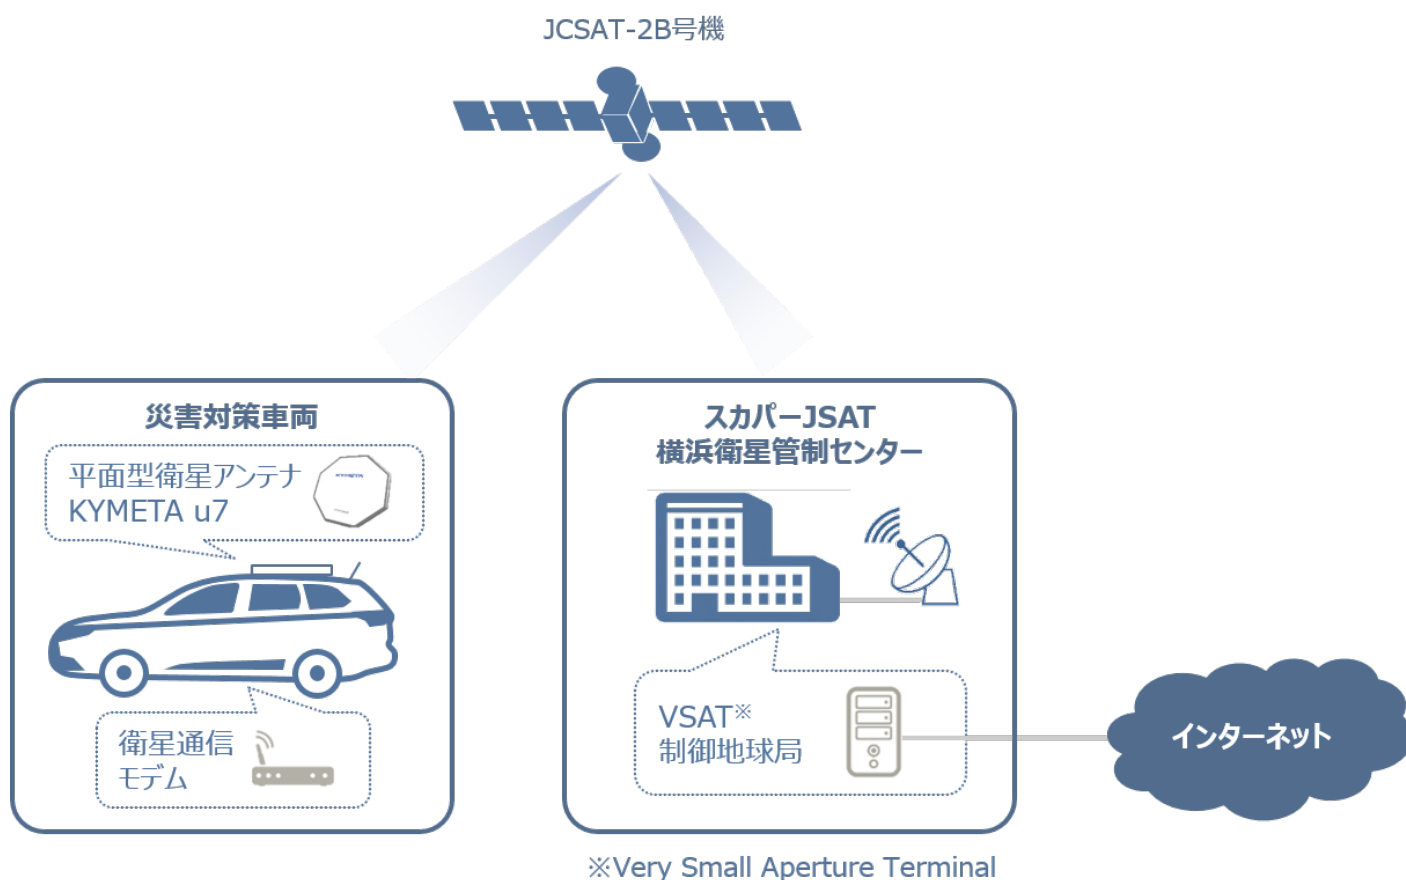 JCSAT-2B号機
災害対策車両
平面型衛星アンテナ
KYMETA u7
KYMETA
衛星通信
モデム
スカパーJSAT
横浜衛星管制センター
VSAT※
制御地球局
インターネット
※Very Small Aperture Terminal